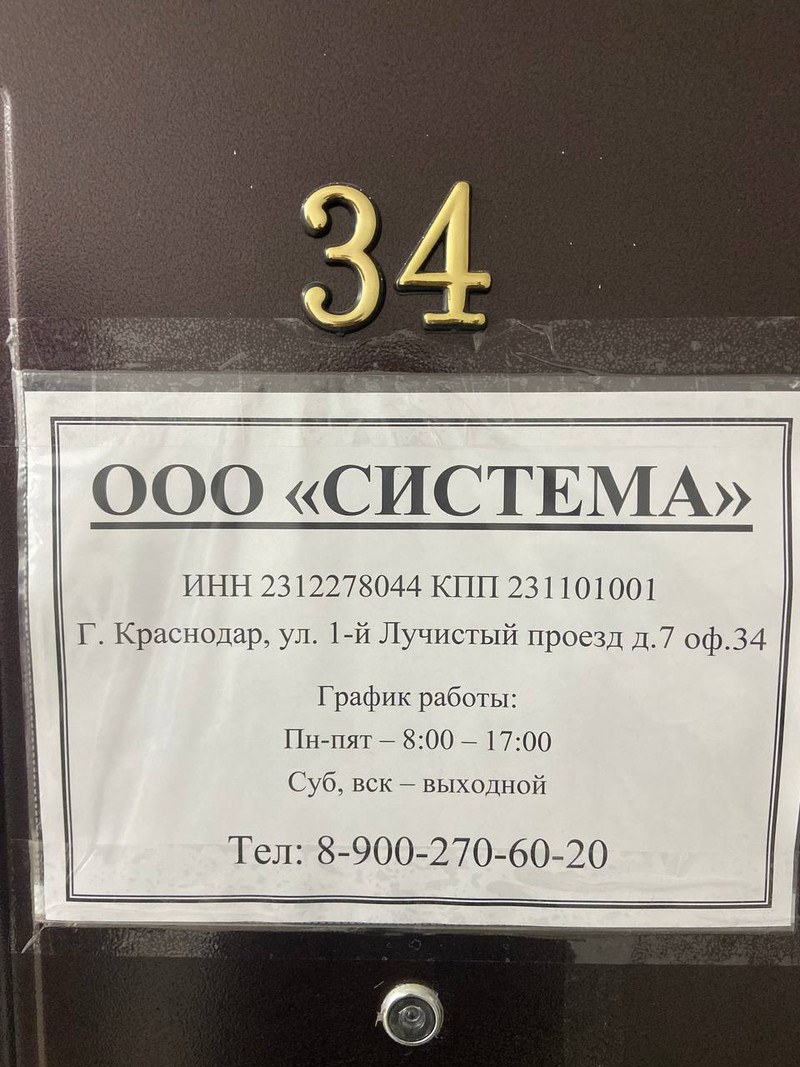 34
ООО «СИСТЕМА»
ИНН 2312278044 КПП 231101001
Г. Краснодар, ул. 1-й Лучистый проезд д.7 оф.34
График работы:
Пн-пят – 8:00 – 17:00
Суб, вск – выходной
Тел: 8-900-270-60-20